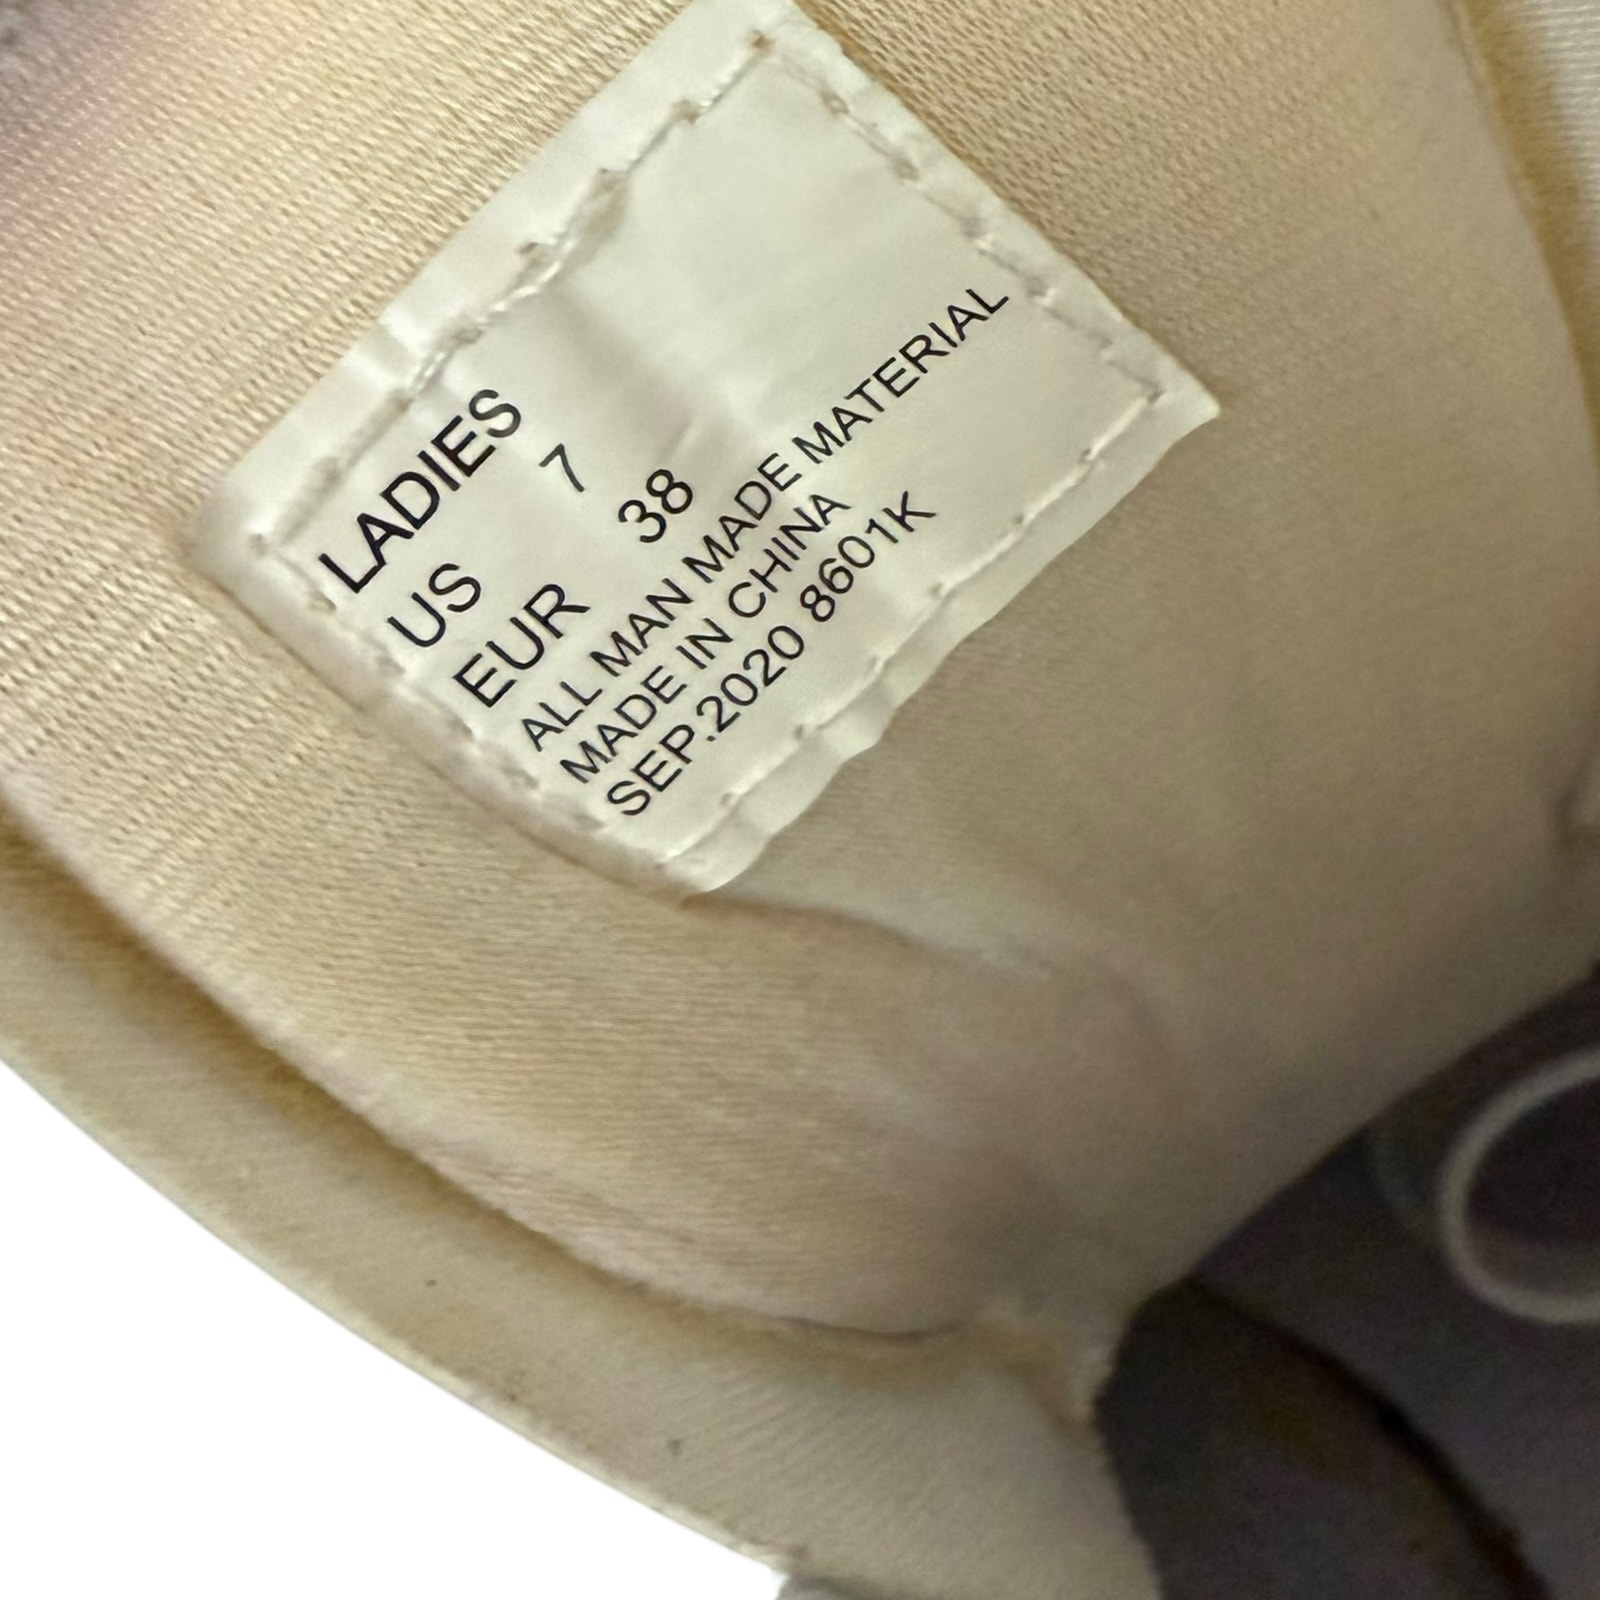 LADIES
US 7
EUR 38
ALL MAN MADE MATERIAL
MADE IN CHINA
SEP.2020 8601K